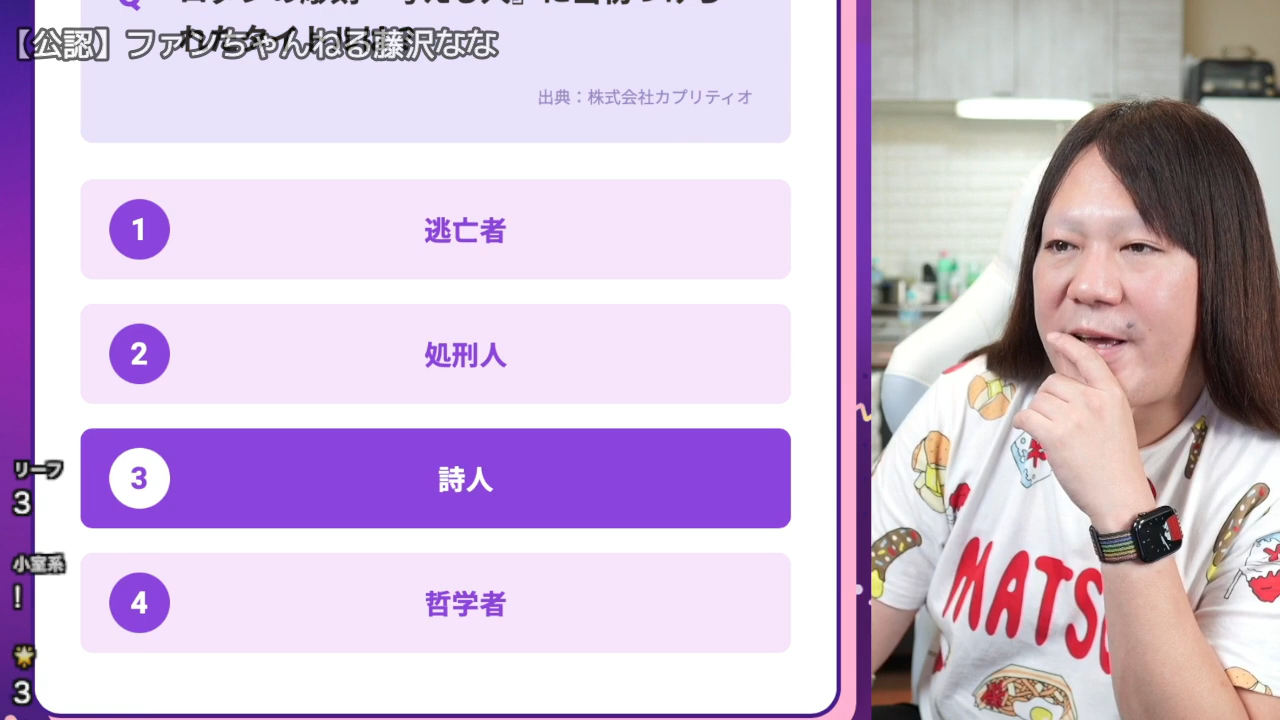 【公認】ファンちゃんねる藤沢なな
出典：株式会社カプリティオ
1 逃亡者
2 処刑人
3 詩人
4 哲学者
リーフ
3
小室系
!
3
MATS